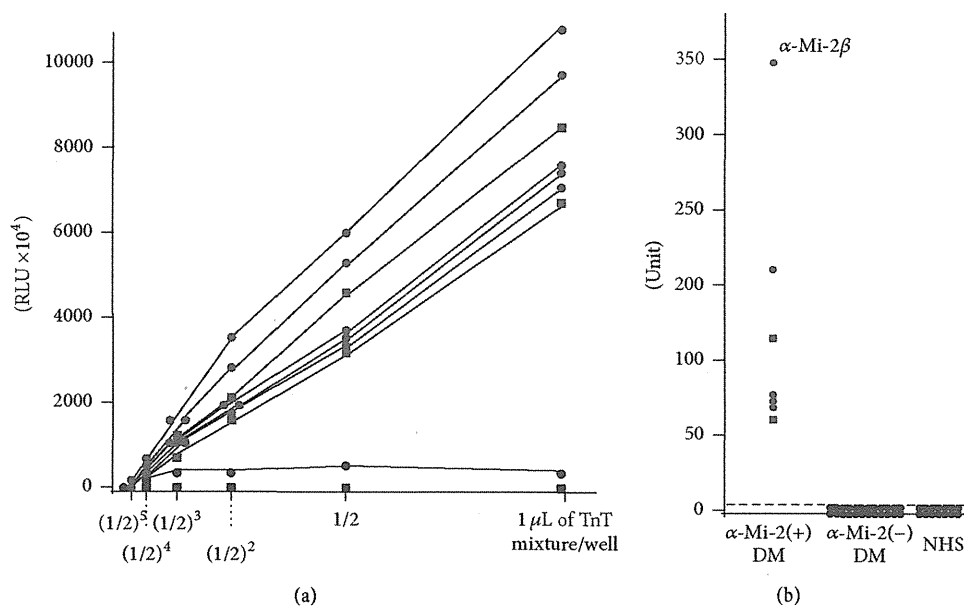 10000
8000
6000
4000
2000
0
(RLU ×10⁴)
(1/2)⁵ (1/2)³
(1/2)⁴
(1/2)²
1/2
1 μL of TnT
mixture/well
(a)
350
300
250
200
100
50
0
(Unit)
α-Mi-2β
α-Mi-2(+)
DM
α-Mi-2(−)
DM
NHS
(b)